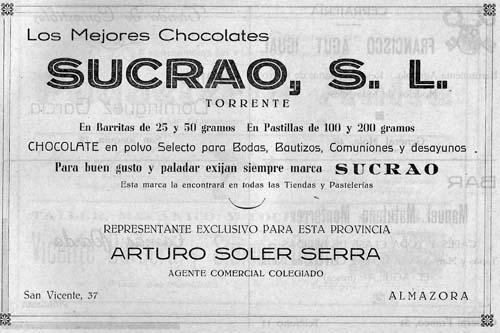 Los Mejores Chocolates
SUCRAO, S. L.
TORRENTE
En Barritas de 25 y 50 gramos En Pastillas de 100 y 200 gramos
CHOCOLATE en polvo Selecto para Bodas, Bautizos, Comuniones y desayunos
Para buen gusto y paladar exijan siempre marca SUCRAO
Esta marca la encontrará en todas las Tiendas y Pastelerías
REPRESENTANTE EXCLUSIVO PARA ESTA PROVINCIA
ARTURO SOLER SERRA
AGENTE COMERCIAL COLEGIADO
San Vicente, 37 ALMAZORA